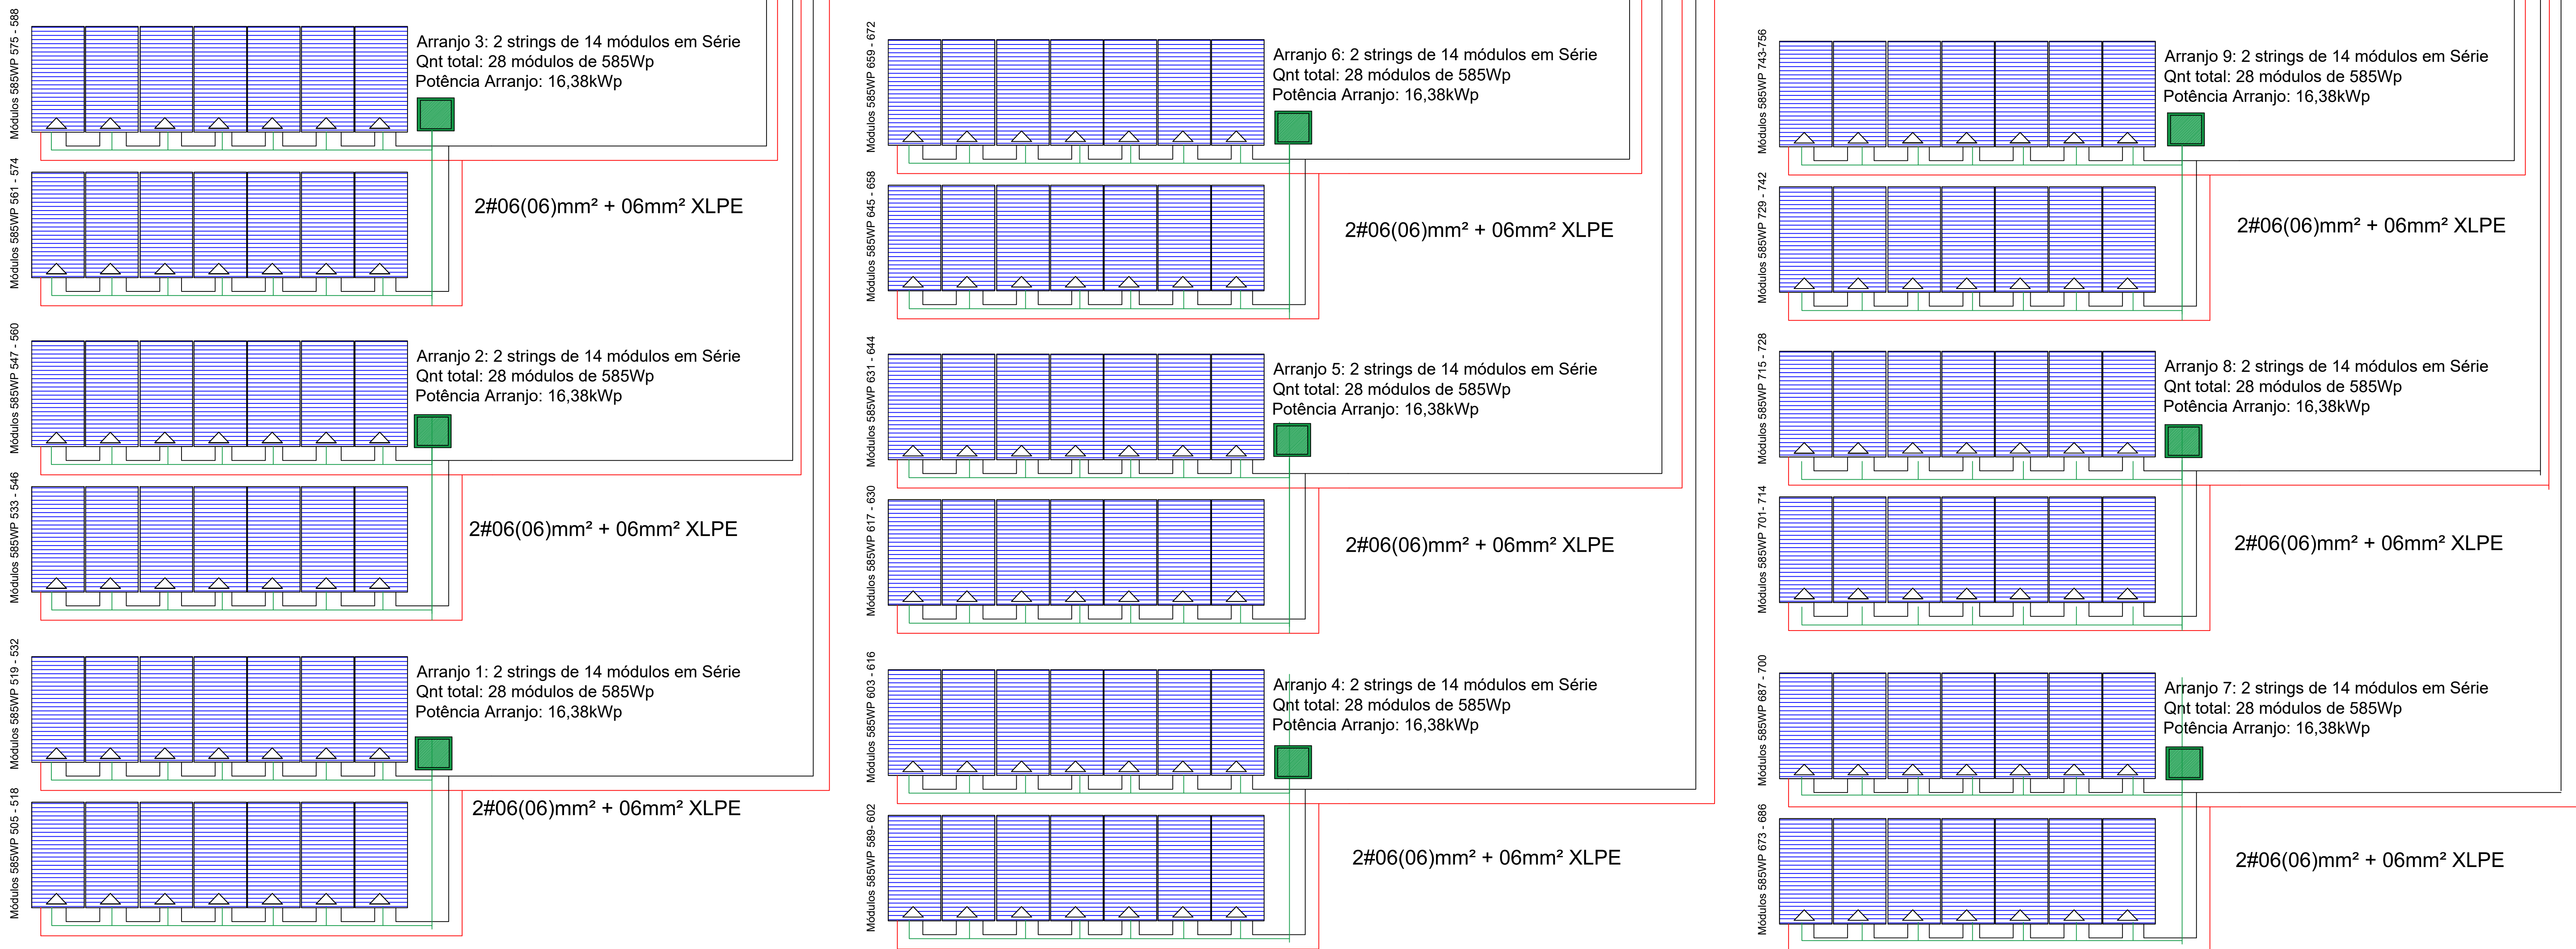 Módulos 585WP 575 - 588
Arranjo 3: 2 strings de 14 módulos em Série
Qnt total: 28 módulos de 585Wp
Potência Arranjo: 16,38kWp
Módulos 585WP 561 - 574
2#06(06)mm² + 06mm² XLPE
Módulos 585WP 547 - 560
Arranjo 2: 2 strings de 14 módulos em Série
Qnt total: 28 módulos de 585Wp
Potência Arranjo: 16,38kWp
Módulos 585WP 533 - 546
2#06(06)mm² + 06mm² XLPE
Módulos 585WP 519 - 532
Arranjo 1: 2 strings de 14 módulos em Série
Qnt total: 28 módulos de 585Wp
Potência Arranjo: 16,38kWp
Módulos 585WP 505 - 518
2#06(06)mm² + 06mm² XLPE
Módulos 585WP 659 - 672
Arranjo 6: 2 strings de 14 módulos em Série
Qnt total: 28 módulos de 585Wp
Potência Arranjo: 16,38kWp
Módulos 585WP 645 - 658
2#06(06)mm² + 06mm² XLPE
Módulos 585WP 631 - 644
Arranjo 5: 2 strings de 14 módulos em Série
Qnt total: 28 módulos de 585Wp
Potência Arranjo: 16,38kWp
Módulos 585WP 617 - 630
2#06(06)mm² + 06mm² XLPE
Módulos 585WP 603 - 616
Arranjo 4: 2 strings de 14 módulos em Série
Qnt total: 28 módulos de 585Wp
Potência Arranjo: 16,38kWp
Módulos 585WP 589- 602
2#06(06)mm² + 06mm² XLPE
Módulos 585WP 743-756
Arranjo 9: 2 strings de 14 módulos em Série
Qnt total: 28 módulos de 585Wp
Potência Arranjo: 16,38kWp
Módulos 585WP 729 - 742
2#06(06)mm² + 06mm² XLPE
Módulos 585WP 715 - 728
Arranjo 8: 2 strings de 14 módulos em Série
Qnt total: 28 módulos de 585Wp
Potência Arranjo: 16,38kWp
Módulos 585WP 701- 714
2#06(06)mm² + 06mm² XLPE
Módulos 585WP 687 - 700
Arranjo 7: 2 strings de 14 módulos em Série
Qnt total: 28 módulos de 585Wp
Potência Arranjo: 16,38kWp
Módulos 585WP 673 - 686
2#06(06)mm² + 06mm² XLPE